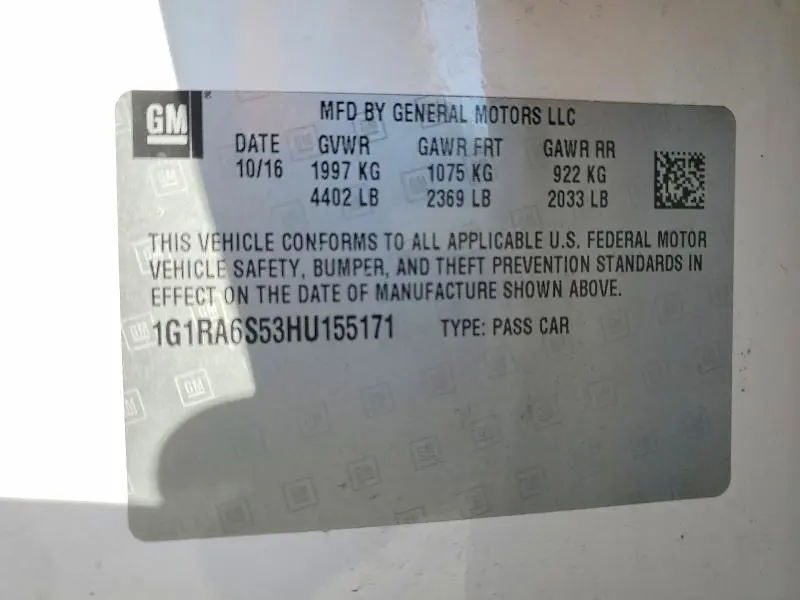 GM
MFD BY GENERAL MOTORS LLC
DATE GVWR GAWR FRT GAWR RR
10/16 1997 KG 1075 KG 922 KG
4402 LB 2369 LB 2033 LB
THIS VEHICLE CONFORMS TO ALL APPLICABLE U.S. FEDERAL MOTOR
VEHICLE SAFETY, BUMPER, AND THEFT PREVENTION STANDARDS IN
EFFECT ON THE DATE OF MANUFACTURE SHOWN ABOVE.
1G1RA6S53HU155171 TYPE: PASS CAR